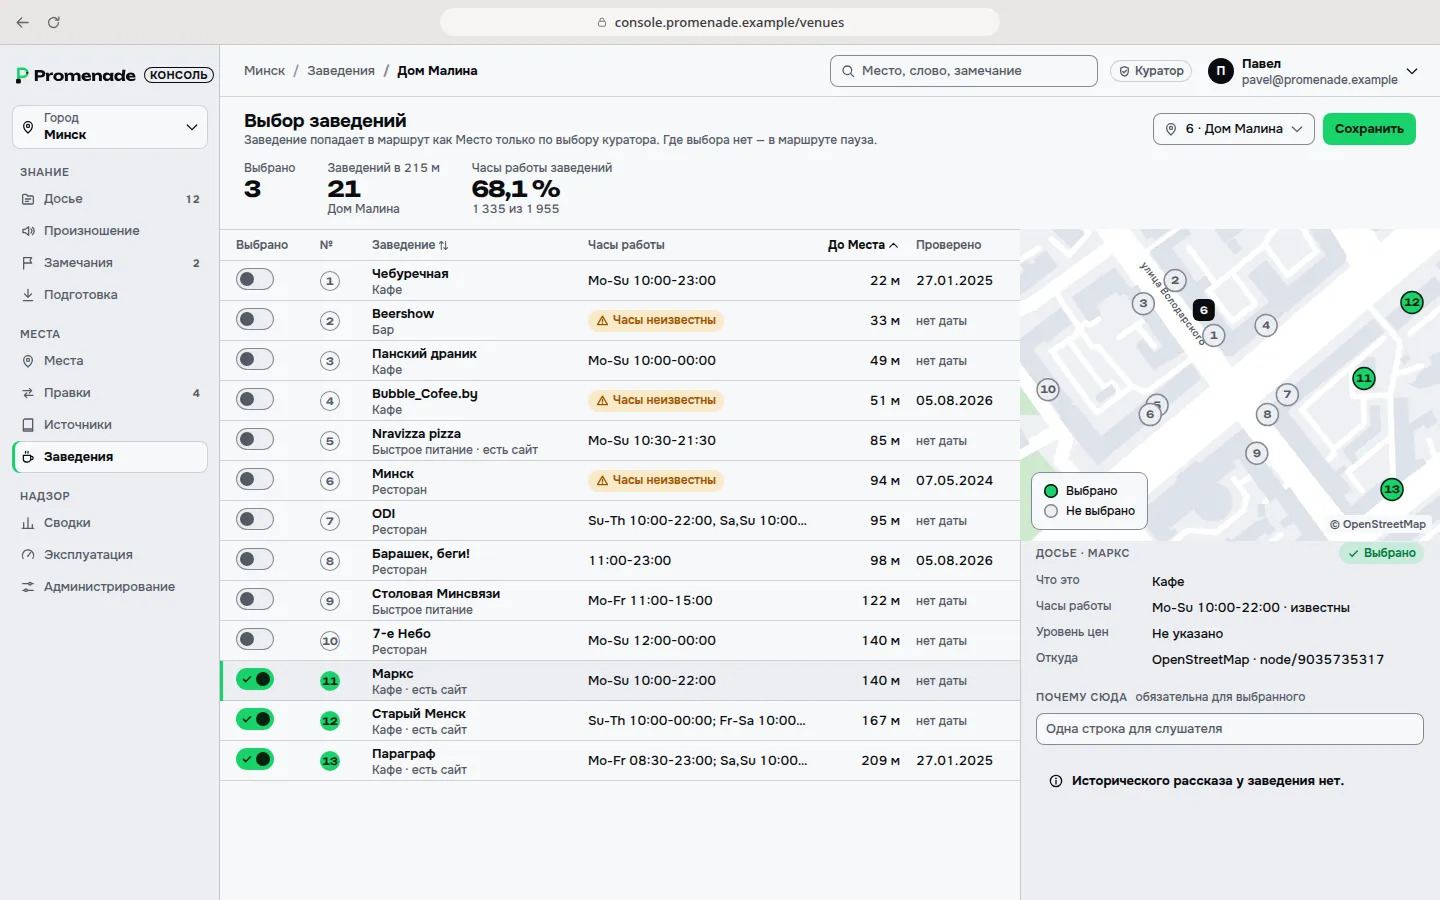 console.promenade.example/venues
Promenade КОНСОЛЬ
Город
Минск
ЗНАНИЕ
Досье 12
Произношение
Замечания 2
Подготовка
МЕСТА
Места
Правки 4
Источники
Заведения
НАДЗОР
Сводки
Эксплуатация
Администрирование
Минск / Заведения / Дом Малина
Место, слово, замечание
Куратор
П
Павел
pavel@promenade.example
Выбор заведений
Заведение попадает в маршрут как Место только по выбору куратора. Где выбора нет — в маршруте пауза.
6 · Дом Малина
Сохранить
Выбрано
3
Заведений в 215 м
21
Дом Малина
Часы работы заведений
68,1 %
1 335 из 1 955
Выбрано № Заведение Часы работы До Места Проверено
1 Чебуречная Mo-Su 10:00-23:00 22 м 27.01.2025
Кафе
2 Beershow Часы неизвестны 33 м нет даты
Бар
3 Панский драник Mo-Su 10:00-00:00 49 м нет даты
Кафе
4 Bubble_Cofee.by Часы неизвестны 51 м 05.08.2026
Кафе
5 Nravizza pizza Mo-Su 10:30-21:30 85 м нет даты
Быстрое питание · есть сайт
6 Минск Часы неизвестны 94 м 07.05.2024
Ресторан
7 ODI Su-Th 10:00-22:00, Sa,Su 10:00... 95 м нет даты
Ресторан
8 Барашек, беги! 11:00-23:00 98 м 05.08.2026
Ресторан
9 Столовая Минсвязи Mo-Fr 11:00-15:00 122 м нет даты
Быстрое питание
10 7-е Небо Mo-Su 12:00-00:00 140 м нет даты
Ресторан
11 Маркс Mo-Su 10:00-22:00 140 м нет даты
Кафе · есть сайт
12 Старый Менск Su-Th 10:00-00:00; Fr-Sa 10:00... 167 м нет даты
Кафе · есть сайт
13 Параграф Mo-Fr 08:30-23:00; Sa,Su 10:00... 209 м 27.01.2025
Кафе · есть сайт
улица Володарского
2
3
6
12
1
4
11
10
7
5
6
8
9
13
Выбрано
Не выбрано
© OpenStreetMap
ДОСЬЕ · МАРКС
Выбрано
Что это Кафе
Часы работы Mo-Su 10:00-22:00 · известны
Уровень цен Не указано
Откуда OpenStreetMap · node/9035735317
ПОЧЕМУ СЮДА обязательна для выбранного
Одна строка для слушателя
Исторического рассказа у заведения нет.